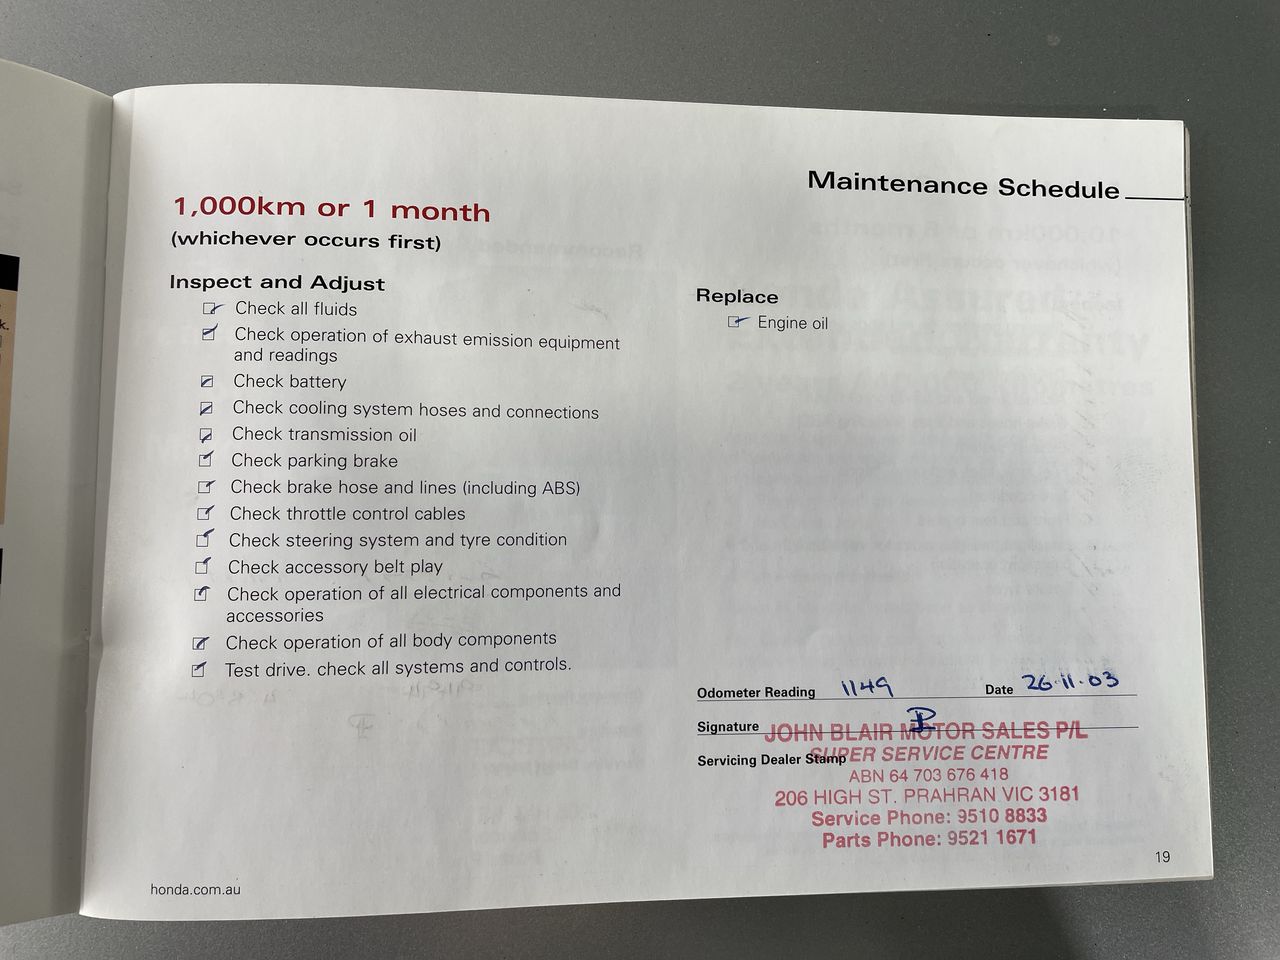 Maintenance Schedule
1,000km or 1 month
(whichever occurs first)
Inspect and Adjust
Check all fluids
Check operation of exhaust emission equipment
and readings
Check battery
Check cooling system hoses and connections
Check transmission oil
Check parking brake
Check brake hose and lines (including ABS)
Check throttle control cables
Check steering system and tyre condition
Check accessory belt play
Check operation of all electrical components and
accessories
Check operation of all body components
Test drive. check all systems and controls.
Replace
Engine oil
Odometer Reading 1149 Date 26·11·03
Signature
JOHN BLAIR MOTOR SALES P/L
Servicing Dealer Stamp
SUPER SERVICE CENTRE
ABN 64 703 676 418
206 HIGH ST. PRAHRAN VIC 3181
Service Phone: 9510 8833
Parts Phone: 9521 1671
19
honda.com.au